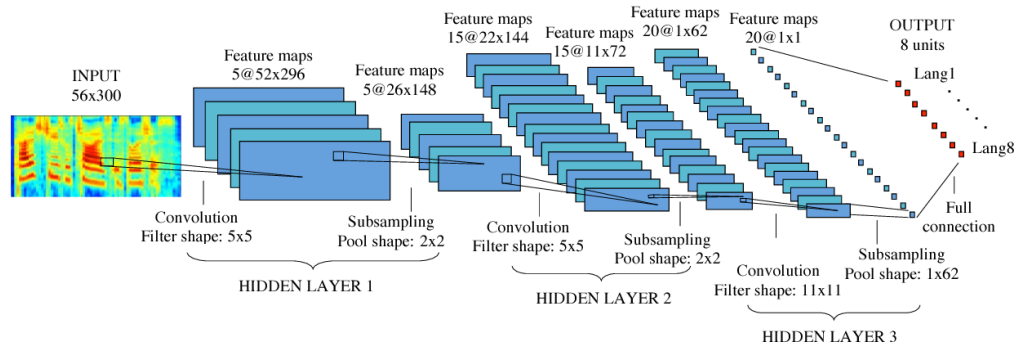 INPUT
56x300
Feature maps
5@52x296
Feature maps
5@26x148
Feature maps
15@22x144
Feature maps
15@11x72
Feature maps
20@1x62
Feature maps
20@1x1
OUTPUT
8 units
Lang1
Lang8
Convolution
Filter shape: 5x5
Subsampling
Pool shape: 2x2
Convolution
Filter shape: 5x5
Subsampling
Pool shape: 2x2
Convolution
Filter shape: 11x11
Subsampling
Pool shape: 1x62
Full
connection
HIDDEN LAYER 1
HIDDEN LAYER 2
HIDDEN LAYER 3